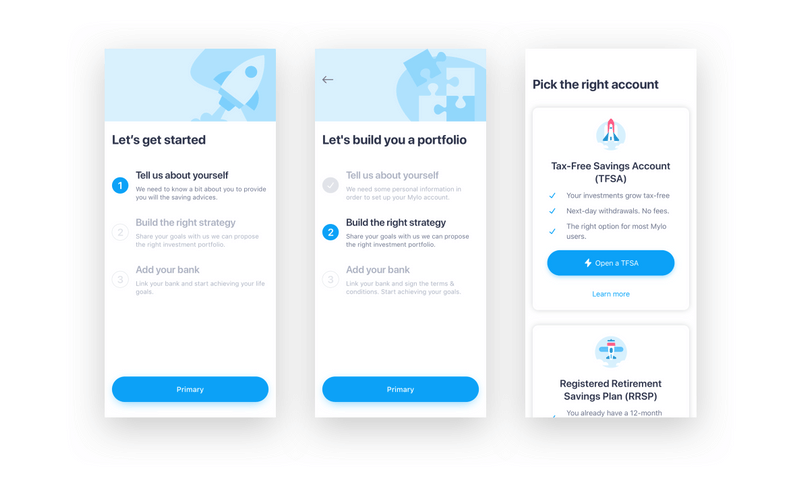 Let's get started
1
Tell us about yourself
We need to know a bit about you to provide
you will the saving advices.
2
Build the right strategy
Share your goals with us we can propose
the right investment portfolio.
3
Add your bank
Link your bank and start achieving your life
goals.
Primary
Let's build you a portfolio
Tell us about yourself
We need some personal information in
order to set up your Mylo account.
2
Build the right strategy
Share your goals with us we can propose
the right investment portfolio.
3
Add your bank
Link your bank and sign the terms &
conditions. Start achieving your goals.
Primary
Pick the right account
Tax-Free Savings Account
(TFSA)
Your investments grow tax-free
Next-day withdrawals. No fees.
The right option for most Mylo
users.
Open a TFSA
Learn more
Registered Retirement
Savings Plan (RRSP)
You already have a 12-month